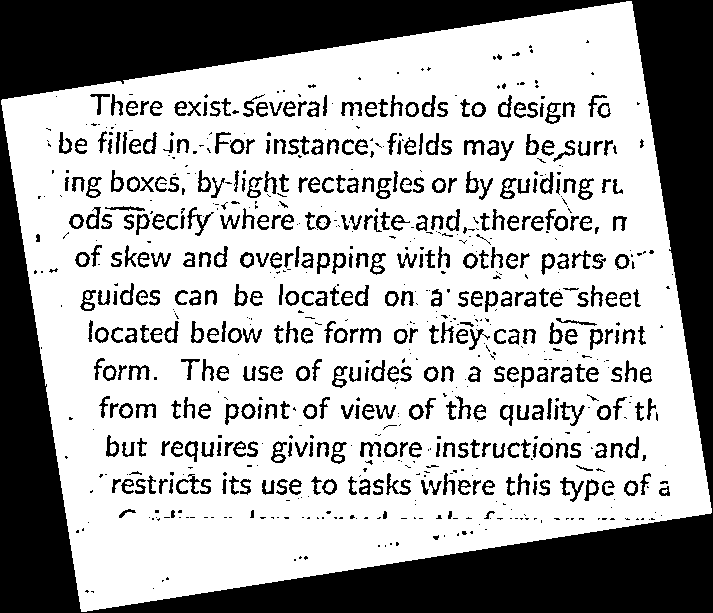 There exist several methods to design
be filled in. For instance, fields may be
ing boxes, by light rectangles or by guiding
ods specify where to write and, therefore,
of skew and overlapping with other parts
guides can be located on a separate sheet
located below the form or they can be print
form. The use of guides on a separate she
from the point of view of the quality of th
but requires giving more instructions and,
restricts its use to tasks where this type of a